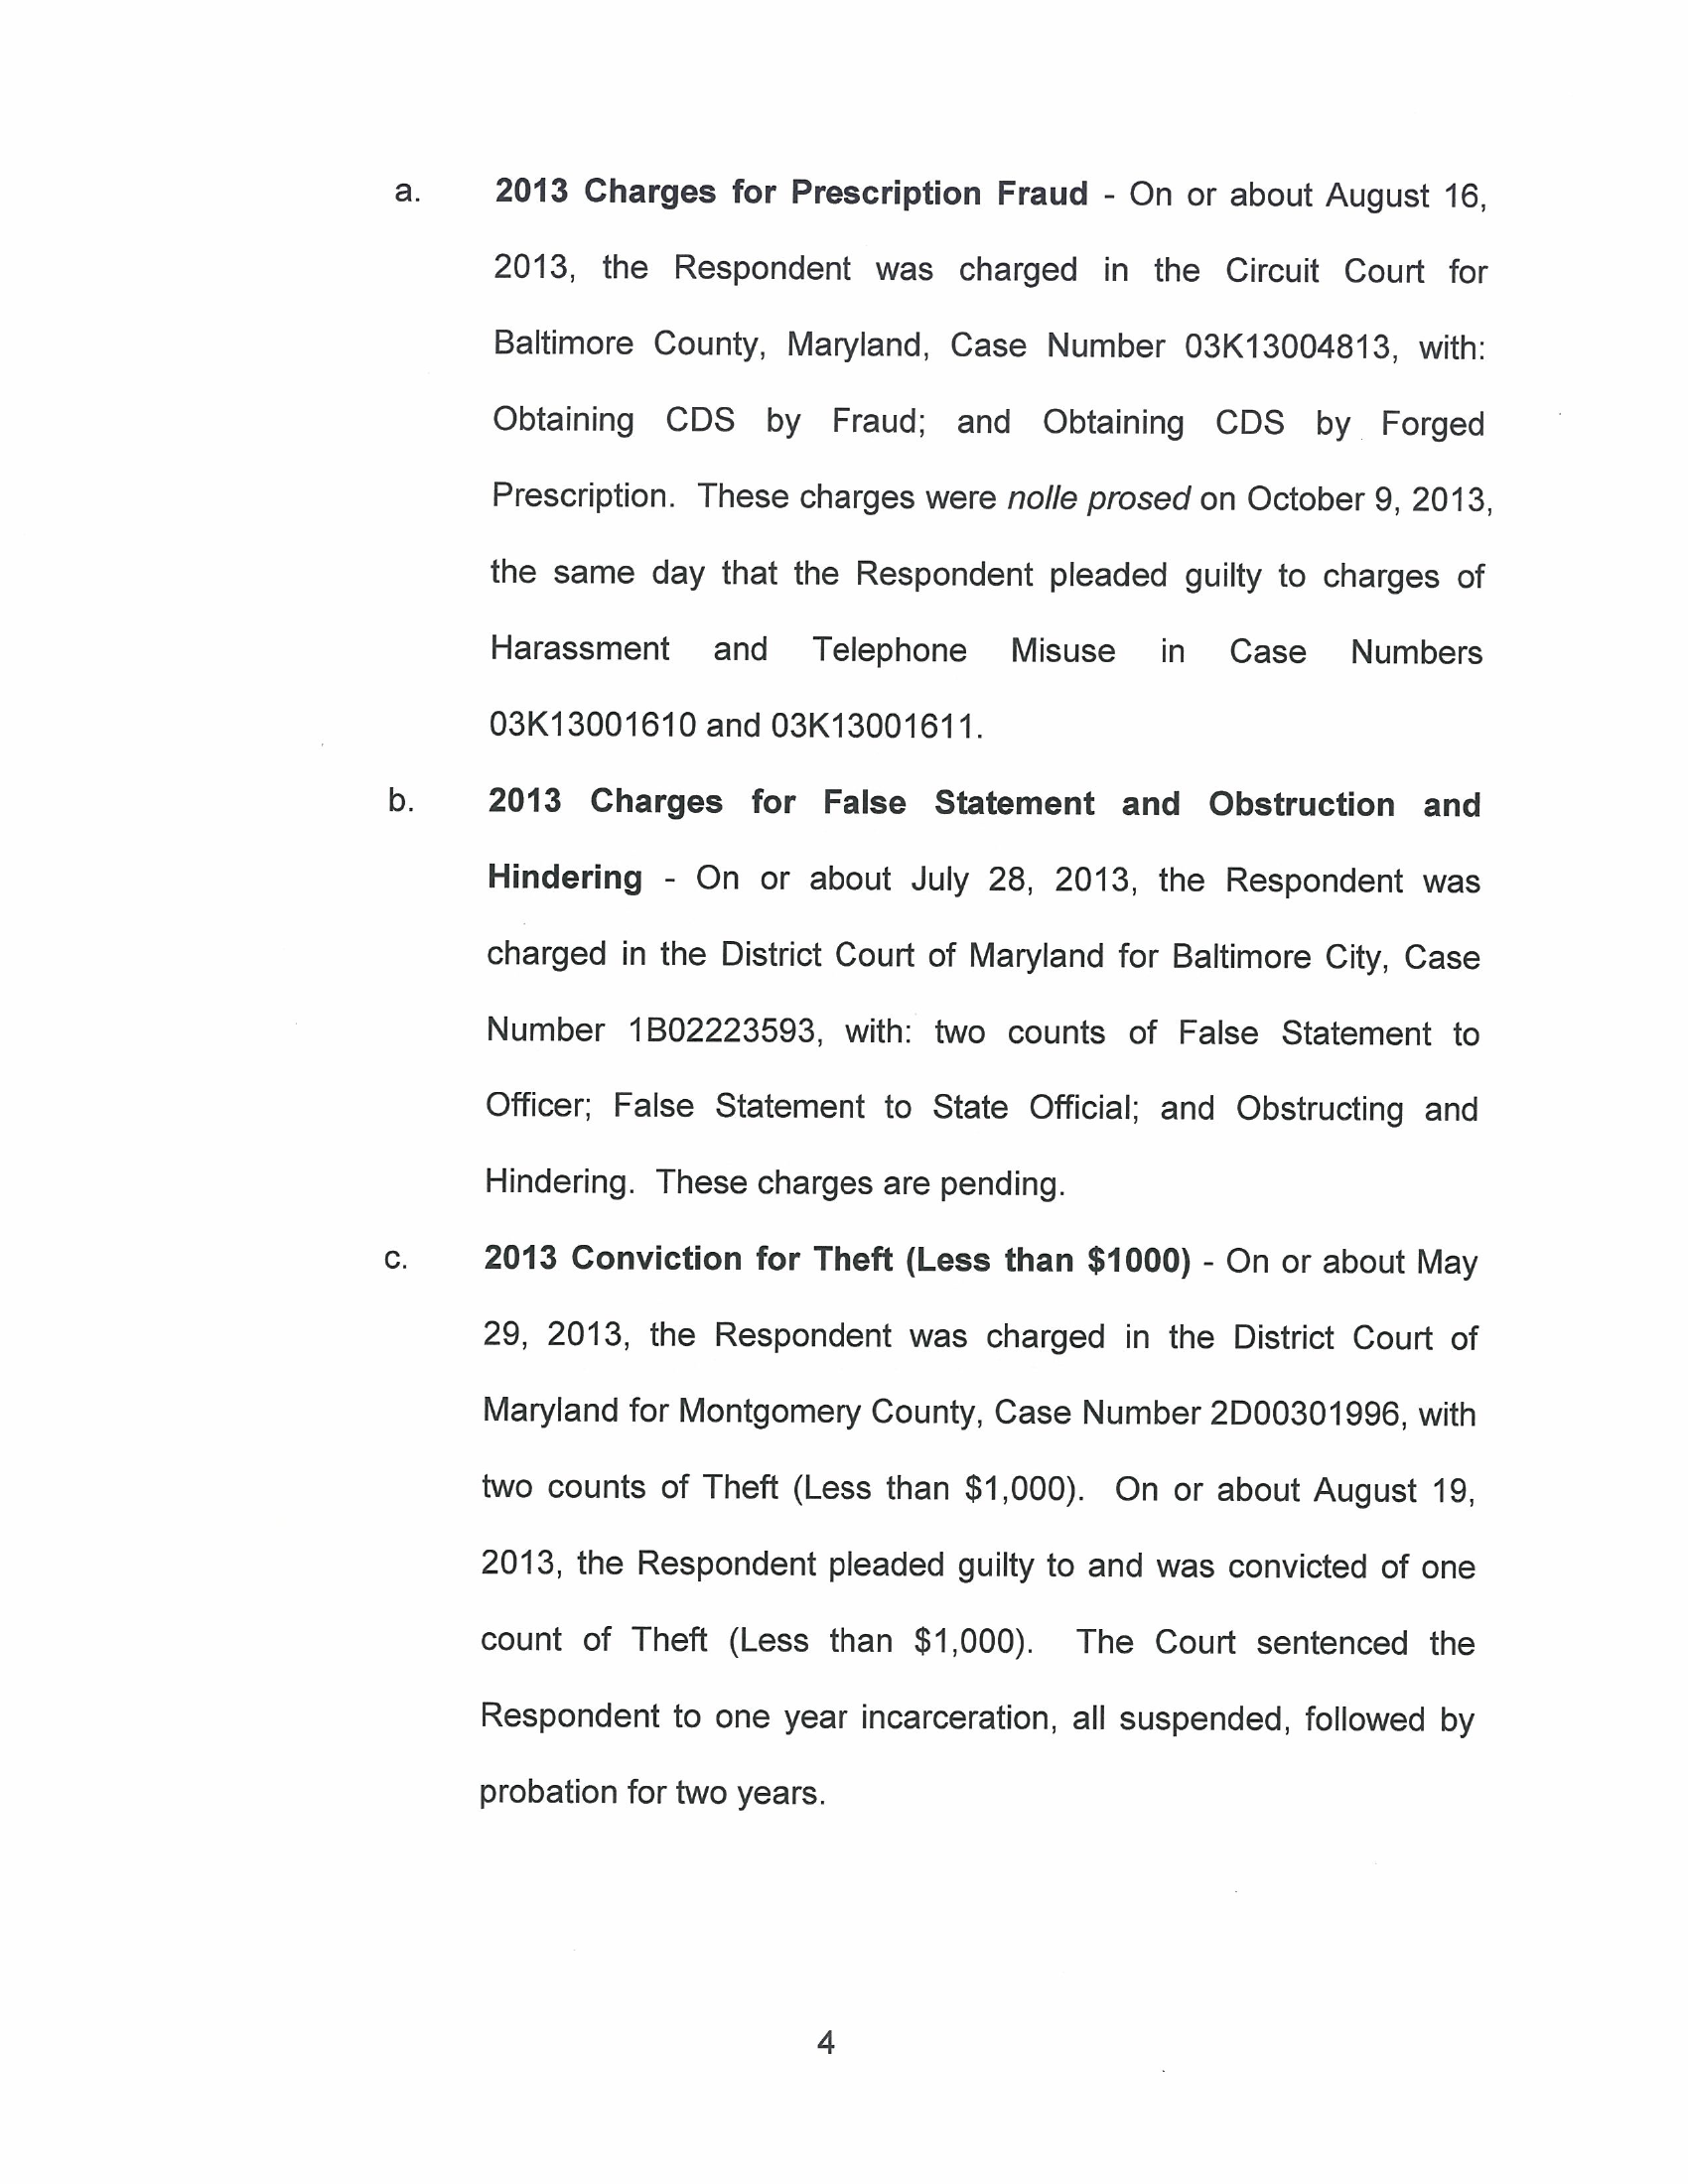 a. 2013 Charges for Prescription Fraud - On or about August 16,
2013, the Respondent was charged in the Circuit Court for
Baltimore County, Maryland, Case Number 03K13004813, with:
Obtaining CDS by Fraud; and Obtaining CDS by Forged
Prescription. These charges were nolle prosed on October 9, 2013,
the same day that the Respondent pleaded guilty to charges of
Harassment and Telephone Misuse in Case Numbers
03K13001610 and 03K13001611.
b. 2013 Charges for False Statement and Obstruction and
Hindering - On or about July 28, 2013, the Respondent was
charged in the District Court of Maryland for Baltimore City, Case
Number 1B02223593, with: two counts of False Statement to
Officer; False Statement to State Official; and Obstructing and
Hindering. These charges are pending.
c. 2013 Conviction for Theft (Less than $1000) - On or about May
29, 2013, the Respondent was charged in the District Court of
Maryland for Montgomery County, Case Number 2D00301996, with
two counts of Theft (Less than $1,000). On or about August 19,
2013, the Respondent pleaded guilty to and was convicted of one
count of Theft (Less than $1,000). The Court sentenced the
Respondent to one year incarceration, all suspended, followed by
probation for two years.
4